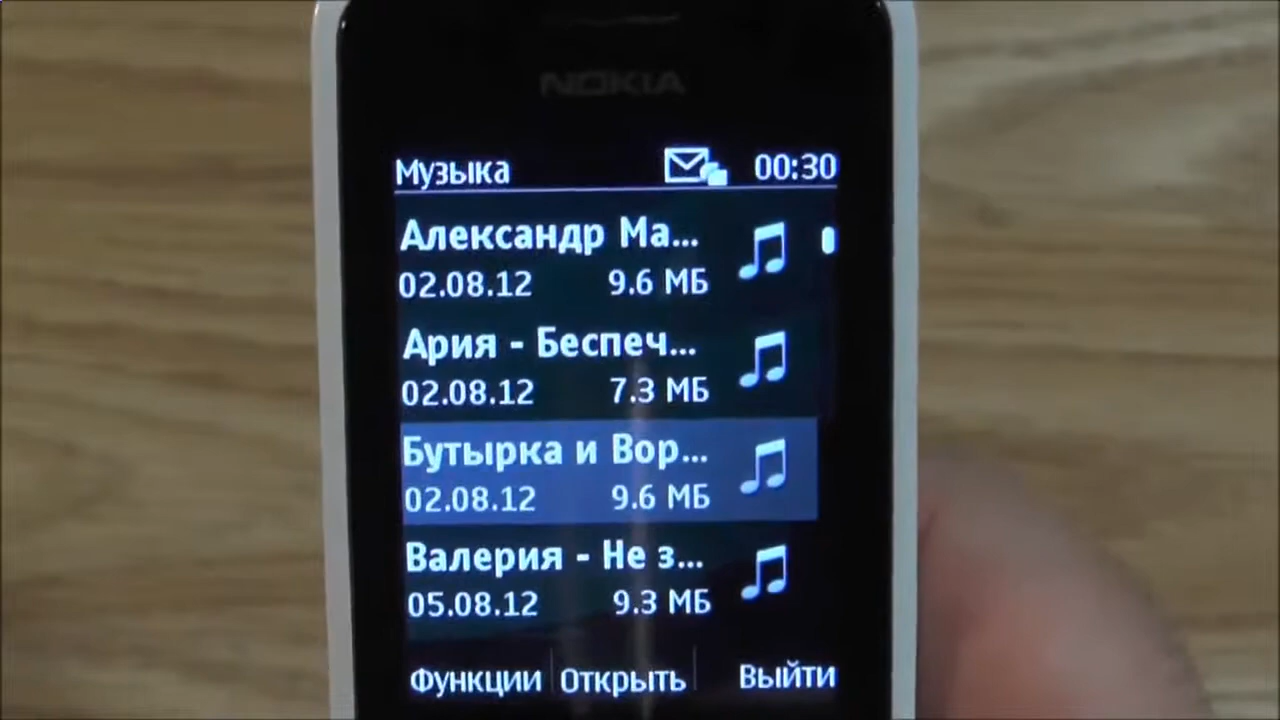 NOKIA
Музыка 00:30
Александр Ма...
02.08.12 9.6 МБ
Ария - Беспеч...
02.08.12 7.3 МБ
Бутырка и Вор...
02.08.12 9.6 МБ
Валерия - Не з...
05.08.12 9.3 МБ
Функции Открыть Выйти